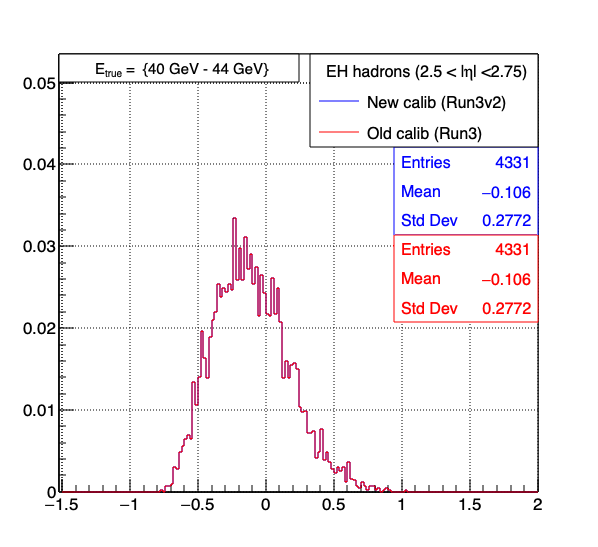 E_true = {40 GeV - 44 GeV}
EH hadrons (2.5 < |η| <2.75)
New calib (Run3v2)
Old calib (Run3)
Entries 4331
Mean −0.106
Std Dev 0.2772
Entries 4331
Mean −0.106
Std Dev 0.2772
0.05
0.04
0.03
0.02
0.01
0
−1.5 −1 −0.5 0 0.5 1 1.5 2